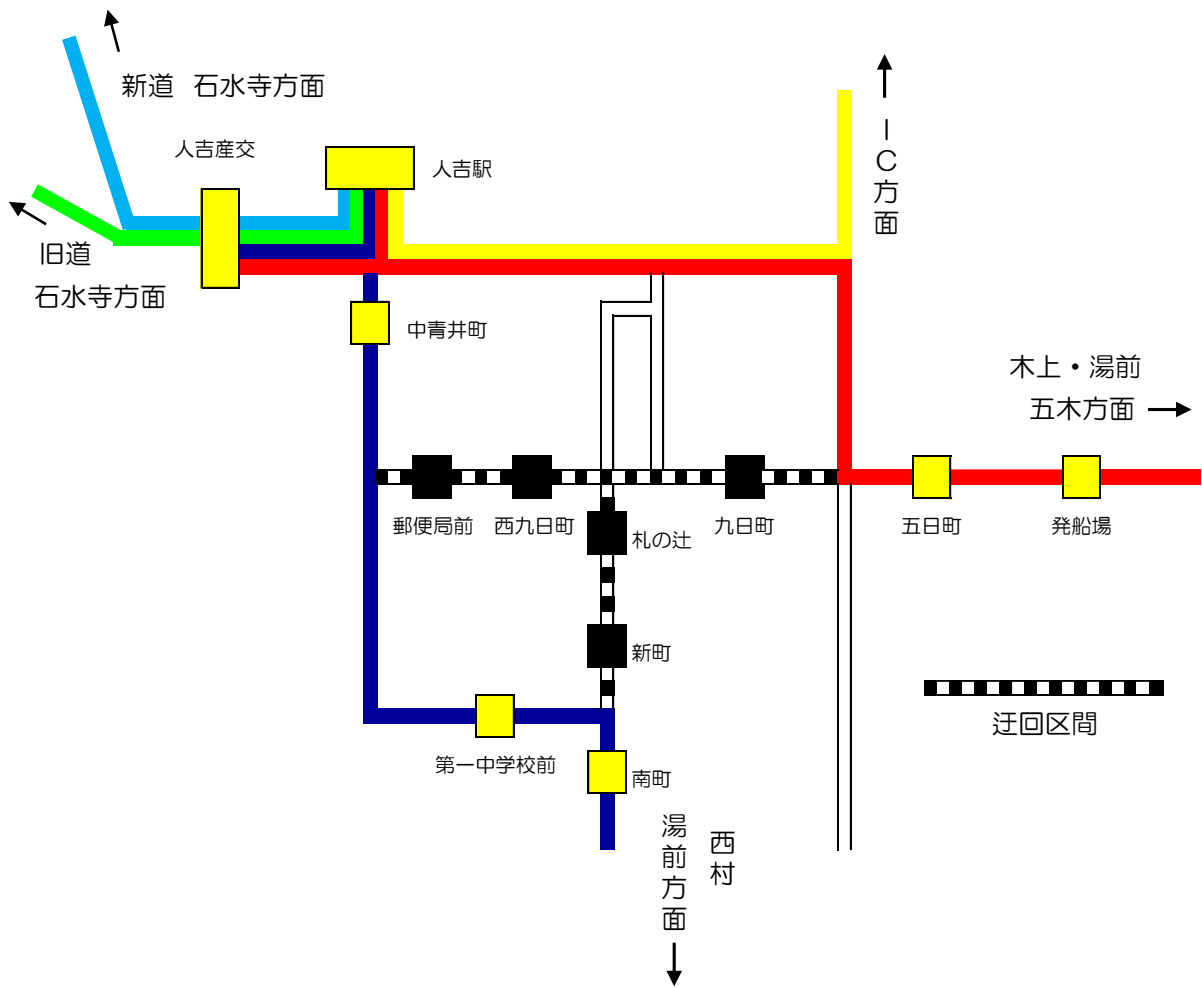 新道 石水寺方面
人吉産交
人吉駅
IC方面
旧道
石水寺方面
中青井町
木上・湯前
五木方面
郵便局前
西九日町
札の辻
九日町
五日町
発船場
新町
迂回区間
第一中学校前
南町
西村
湯前方面